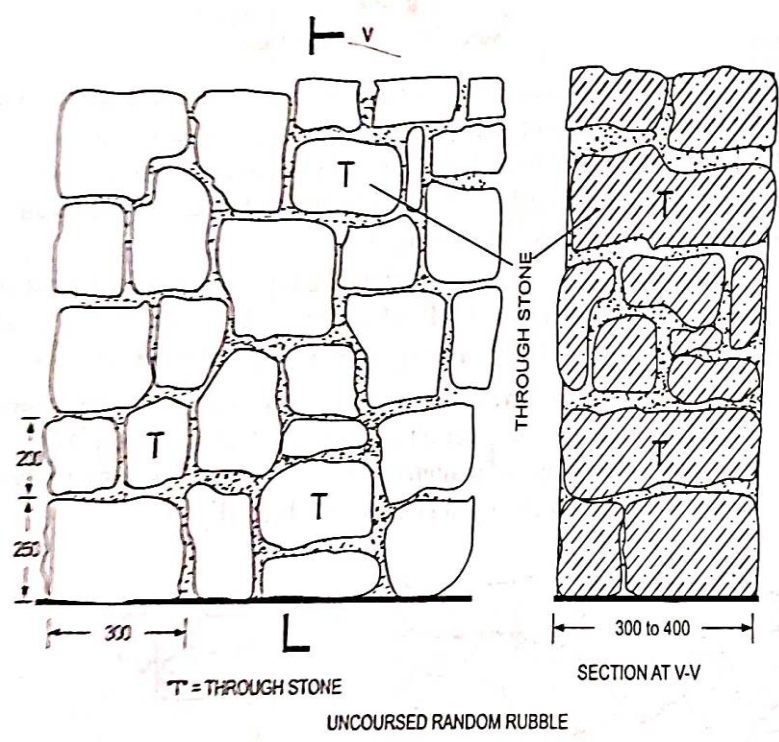 V
T
T
THROUGH STONE
T
T
200
T
250
300
300 to 400
'T' = THROUGH STONE
SECTION AT V-V
UNCOURSED RANDOM RUBBLE